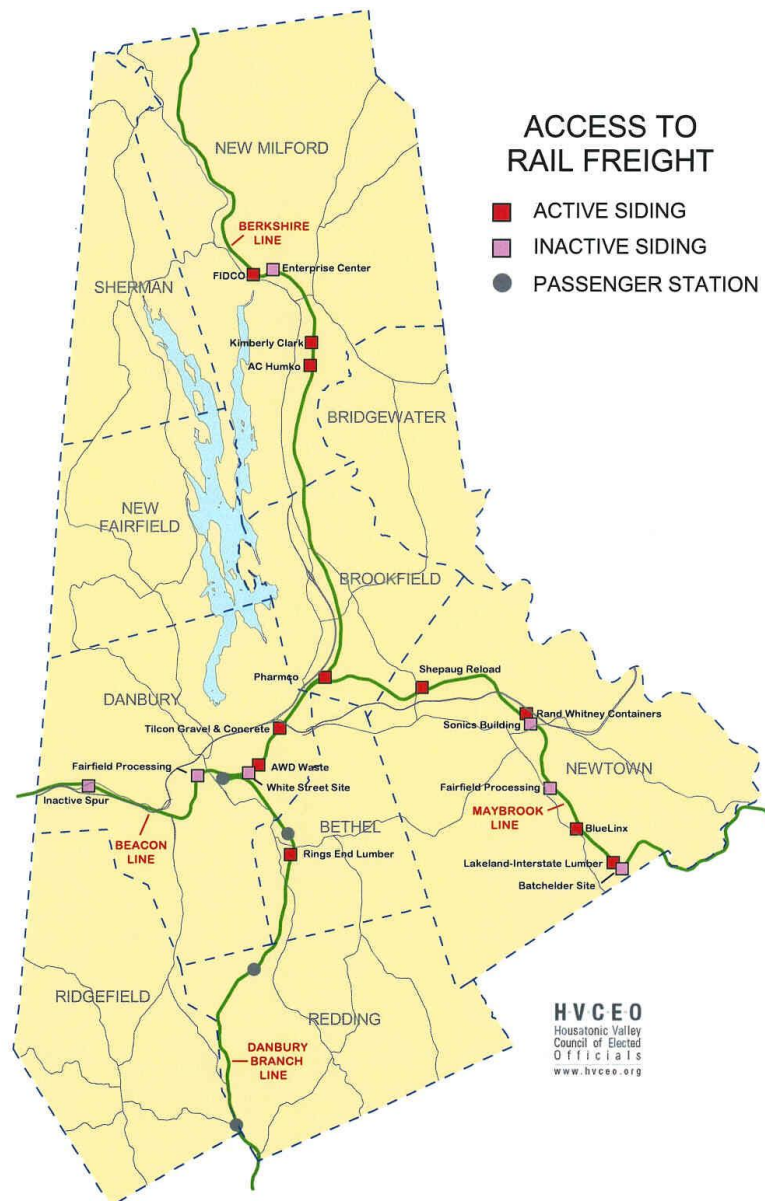 NEW MILFORD
ACCESS TO
RAIL FREIGHT
ACTIVE SIDING
INACTIVE SIDING
PASSENGER STATION
BERKSHIRE
LINE
SHERMAN
FIDCO
Enterprise Center
Kimberly Clark
AC Humko
BRIDGEWATER
NEW
FAIRFIELD
BROOKFIELD
Pharmco
Shepaug Reload
DANBURY
Tilcon Gravel & Concrete
Rand Whitney Containers
Sonics Building
Fairfield Processing
AWD Waste
White Street Site
NEWTOWN
Inactive Spur
Fairfield Processing
MAYBROOK
LINE
BEACON
LINE
BETHEL
BlueLinx
Rings End Lumber
Lakeland-Interstate Lumber
Batchelder Site
RIDGEFIELD
REDDING
DANBURY
BRANCH
LINE
H·V·C·E·O
Housatonic Valley
Council of Elected
Officials
www.hvceo.org